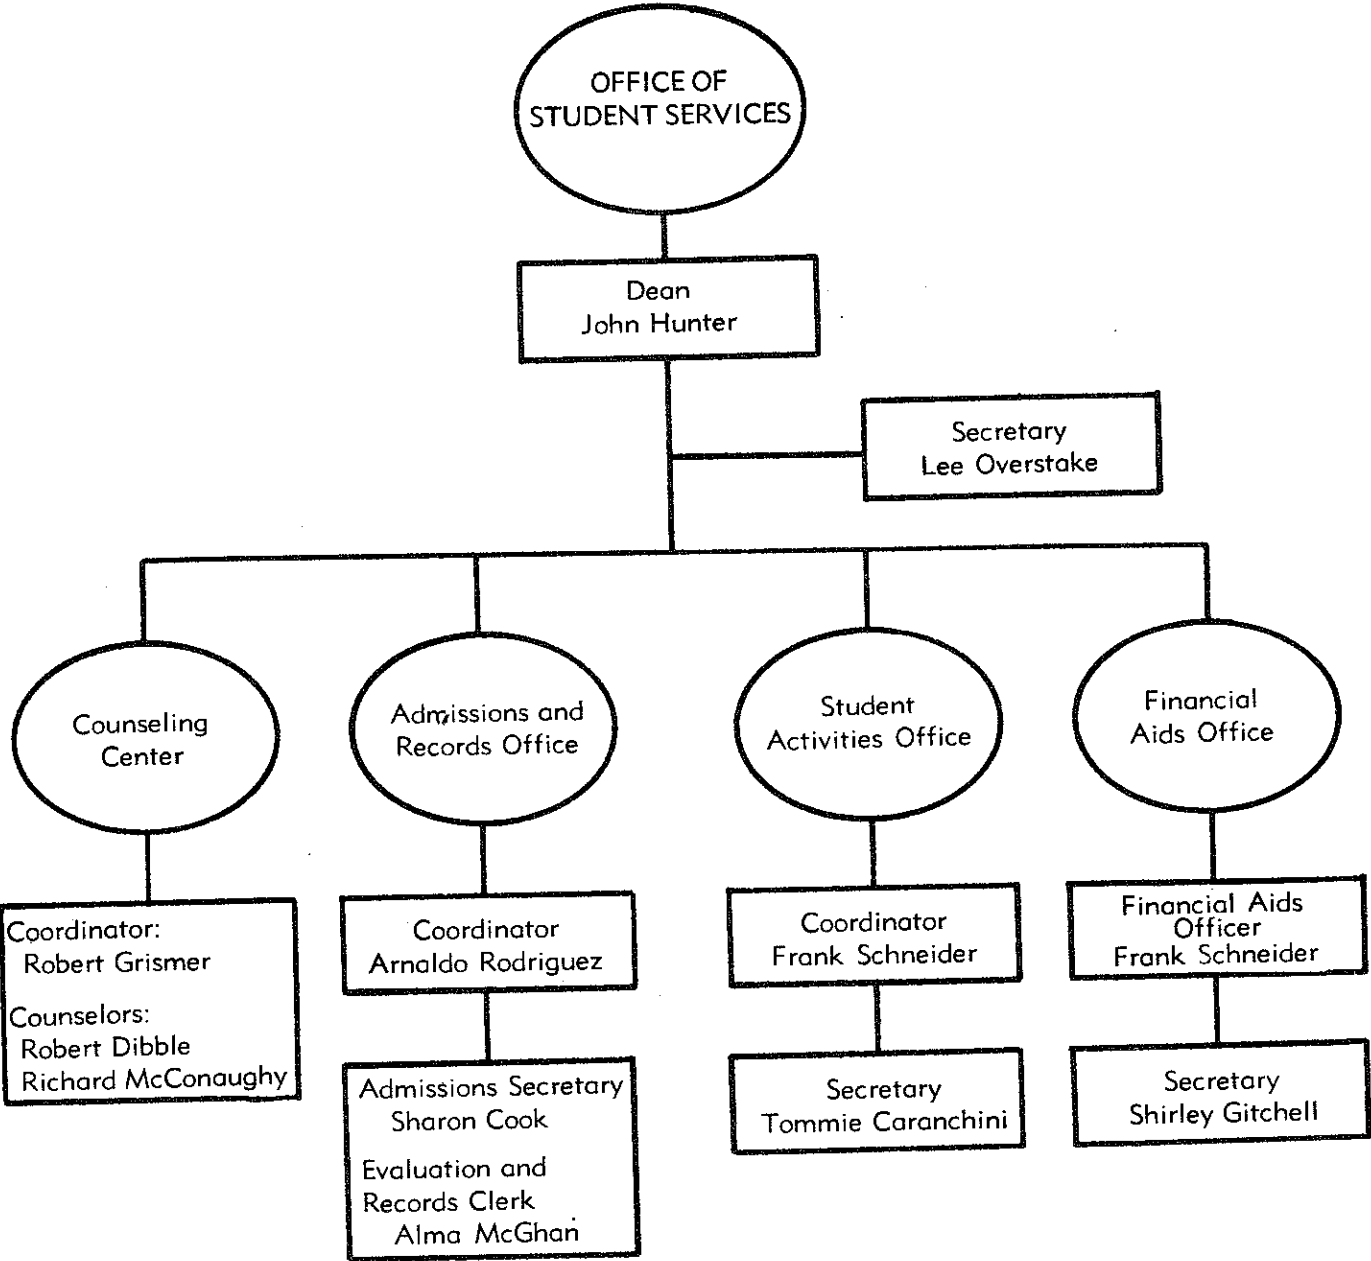 OFFICE OF
STUDENT SERVICES
Dean
John Hunter
Secretary
Lee Overstake
Counseling
Center
Admissions and
Records Office
Student
Activities Office
Financial
Aids Office
Coordinator:
Robert Grismer
Counselors:
Robert Dibble
Richard McConaughy
Coordinator
Arnaldo Rodriguez
Admissions Secretary
Sharon Cook
Evaluation and
Records Clerk
Alma McGhan
Coordinator
Frank Schneider
Secretary
Tommie Caranchini
Financial Aids
Officer
Frank Schneider
Secretary
Shirley Gitchell